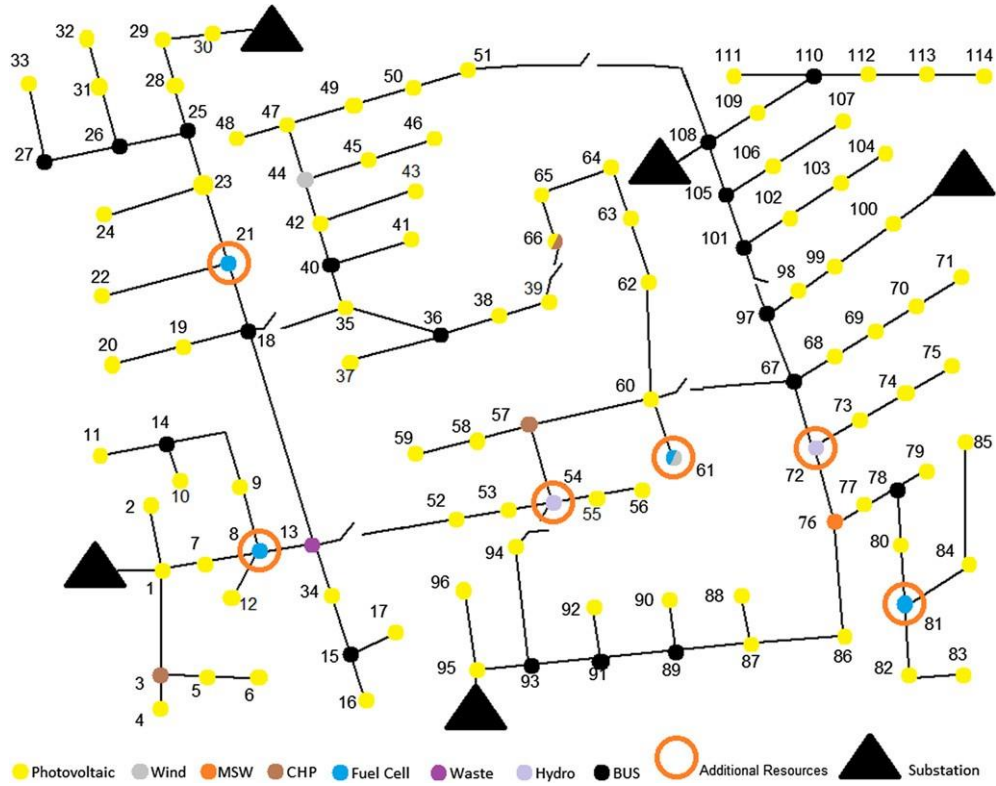 32 29 30 51 111 110 112 113 114
33 31 28 50
49 109 107
25 48 47 46 108 106 104
26 45 64 103
27 44 43 65 105 102
23 42 63 100
24 21 41 66 101 99
22 40 62 98 71
39 70
35 36 38 97 69
20 19 18 37 67 68 75
60 74
57 73 85
11 14 59 58 72 79
10 9 54 61 78
2 53 55 56 77
8 13 52 76
7 94 80 84
1 12 34 96 92 90 88 81
17
15 95 93 91 89 87 86 82 83
3 5 6 16
4
Photovoltaic Wind MSW CHP Fuel Cell Waste Hydro BUS Additional Resources Substation